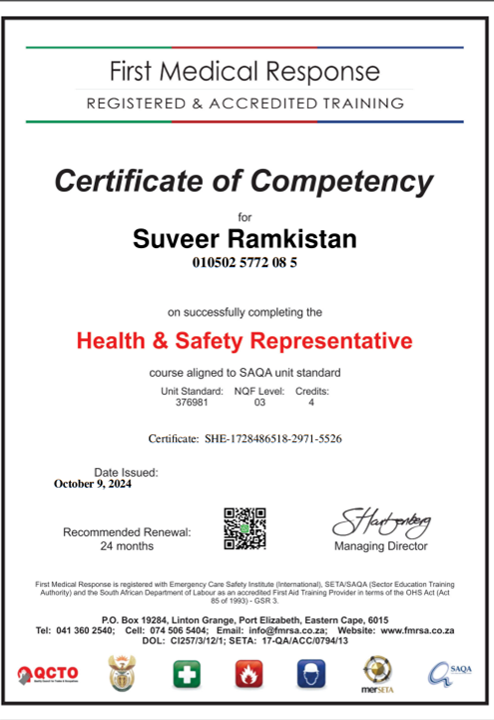 First Medical Response
REGISTERED & ACCREDITED TRAINING
Certificate of Competency
for
Suveer Ramkistan
010502 5772 08 5
on successfully completing the
Health & Safety Representative
course aligned to SAQA unit standard
Unit Standard: NQF Level: Credits:
376981 03 4
Certificate: SHE-1728486518-2971-5526
Date Issued:
October 9, 2024
Recommended Renewal:
24 months
SHartzenberg
Managing Director
First Medical Response is registered with Emergency Care Safety Institute (International), SETA/SAQA (Sector Education Training
Authority) and the South African Department of Labour as an accredited First Aid Training Provider in terms of the OHS Act (Act
85 of 1993) - GSR 3.
P.O. Box 19284, Linton Grange, Port Elizabeth, Eastern Cape, 6015
Tel: 041 360 2540; Cell: 074 506 5404; Email: info@fmrsa.co.za; Website: www.fmrsa.co.za
DOL: CI257/3/12/1; SETA: 17-QA/ACC/0794/13
QCTO
merSETA
SAQA